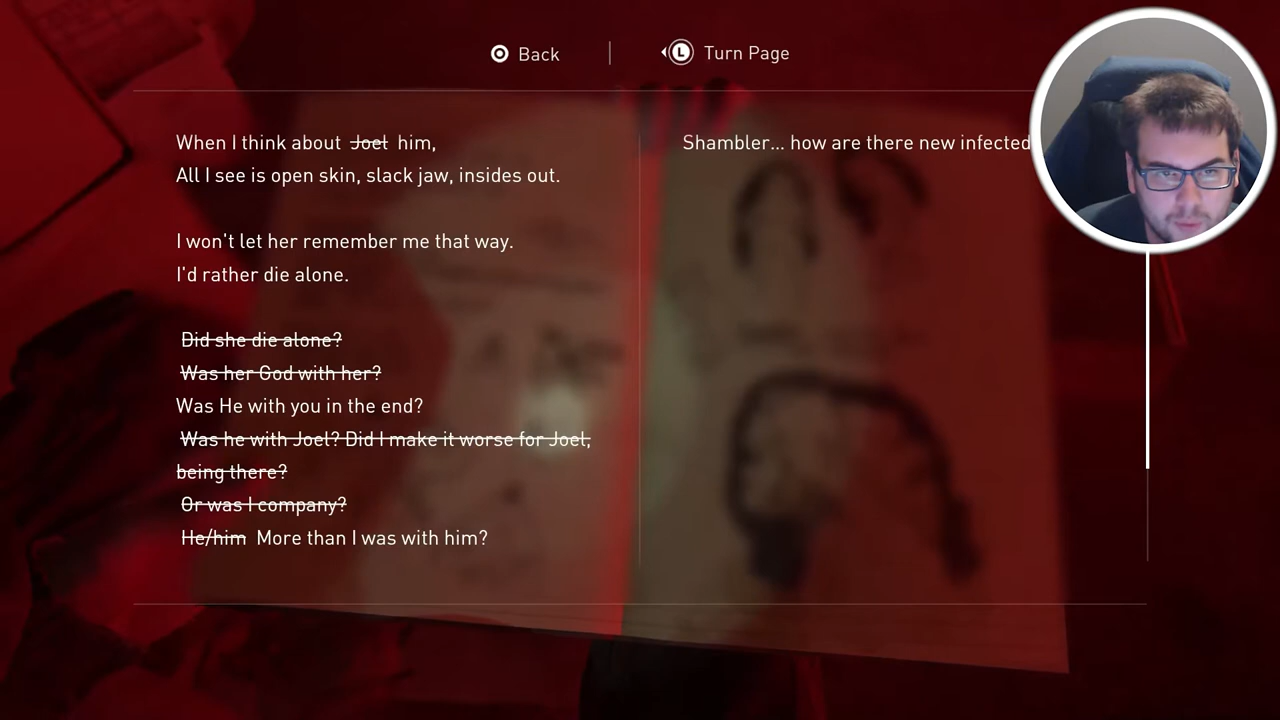 Back
L Turn Page
When I think about Joel him,
All I see is open skin, slack jaw, insides out.
I won't let her remember me that way.
I'd rather die alone.
Did she die alone?
Was her God with her?
Was He with you in the end?
Was he with Joel? Did I make it worse for Joel,
being there?
Or was I company?
He/him More than I was with him?
Shambler... how are there new infected